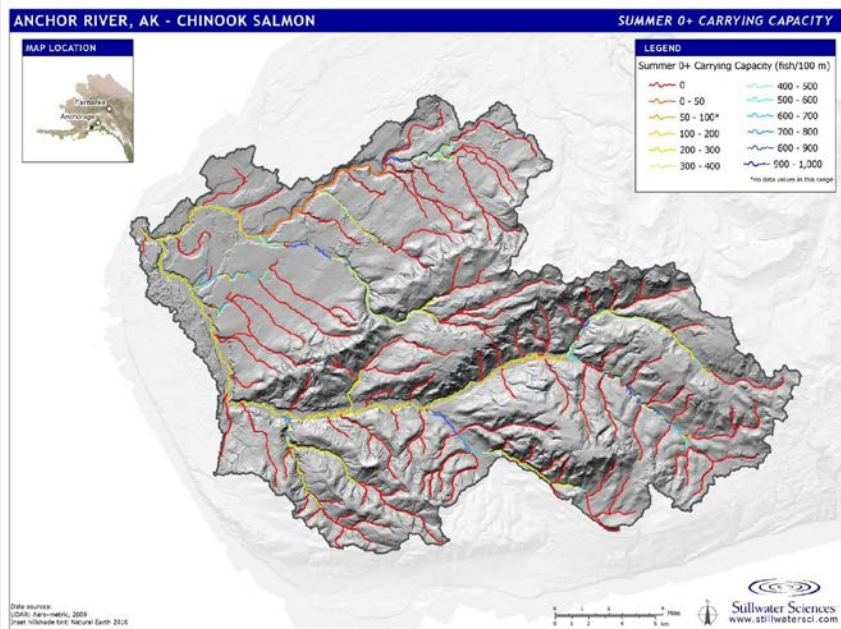 ANCHOR RIVER, AK - CHINOOK SALMON
SUMMER 0+ CARRYING CAPACITY
MAP LOCATION
Fairbanks
Anchorage
LEGEND
Summer 0+ Carrying Capacity (fish/100 m)
0
0 - 50
50 - 100*
100 - 200
200 - 300
300 - 400
400 - 500
500 - 600
600 - 700
700 - 800
800 - 900
900 - 1,000
*no data values in this range
Data sources:
LiDAR: Aero-metric, 2009
Inset hillshade tint: Natural Earth 2010
Miles
km
Stillwater Sciences
www.stillwatersci.com